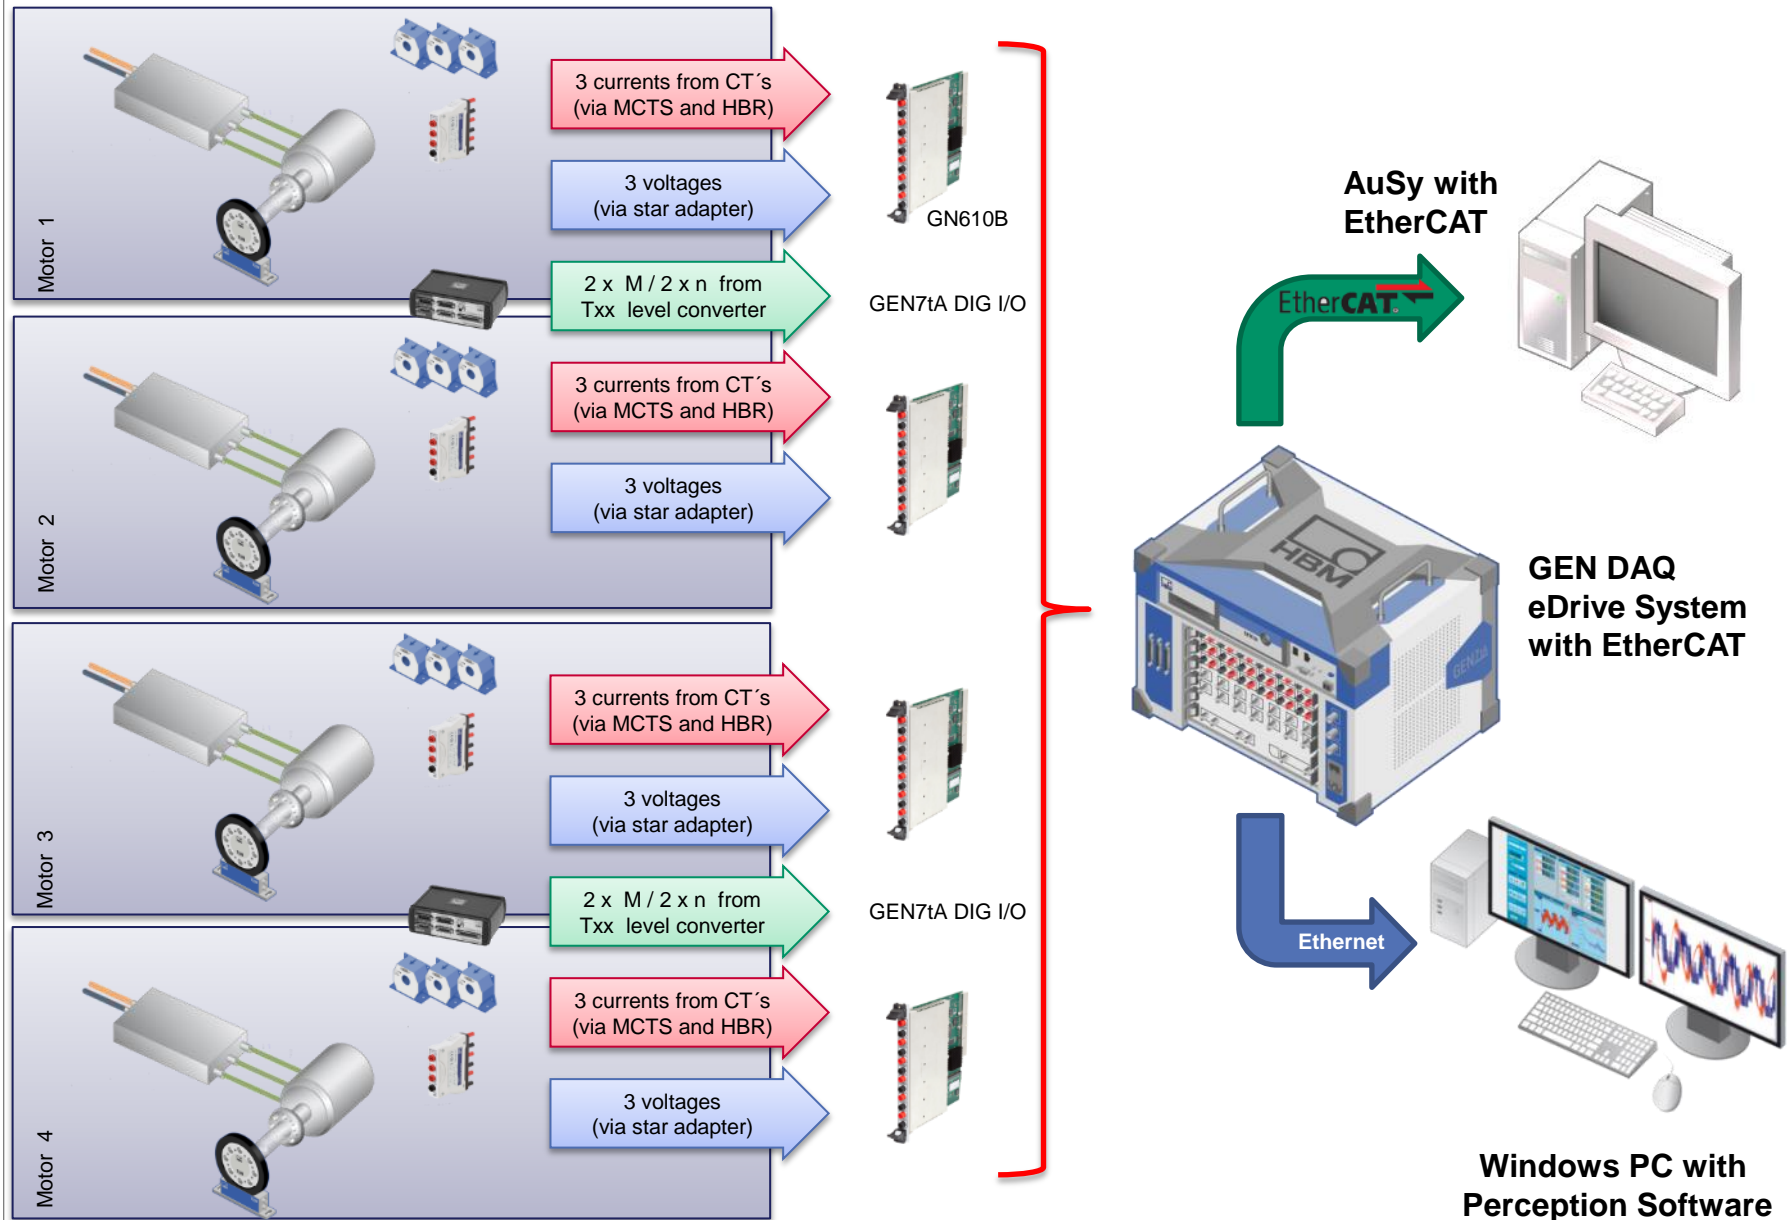 Motor 1
3 currents from CT´s
(via MCTS and HBR)
3 voltages
(via star adapter)
GN610B
2 x M / 2 x n from
Txx level converter
GEN7tA DIG I/O
Motor 2
3 currents from CT´s
(via MCTS and HBR)
3 voltages
(via star adapter)
Motor 3
3 currents from CT´s
(via MCTS and HBR)
3 voltages
(via star adapter)
2 x M / 2 x n from
Txx level converter
GEN7tA DIG I/O
Motor 4
3 currents from CT´s
(via MCTS and HBR)
3 voltages
(via star adapter)
AuSy with
EtherCAT
EtherCAT
HBM
GEN DAQ
eDrive System
with EtherCAT
Ethernet
Windows PC with
Perception Software